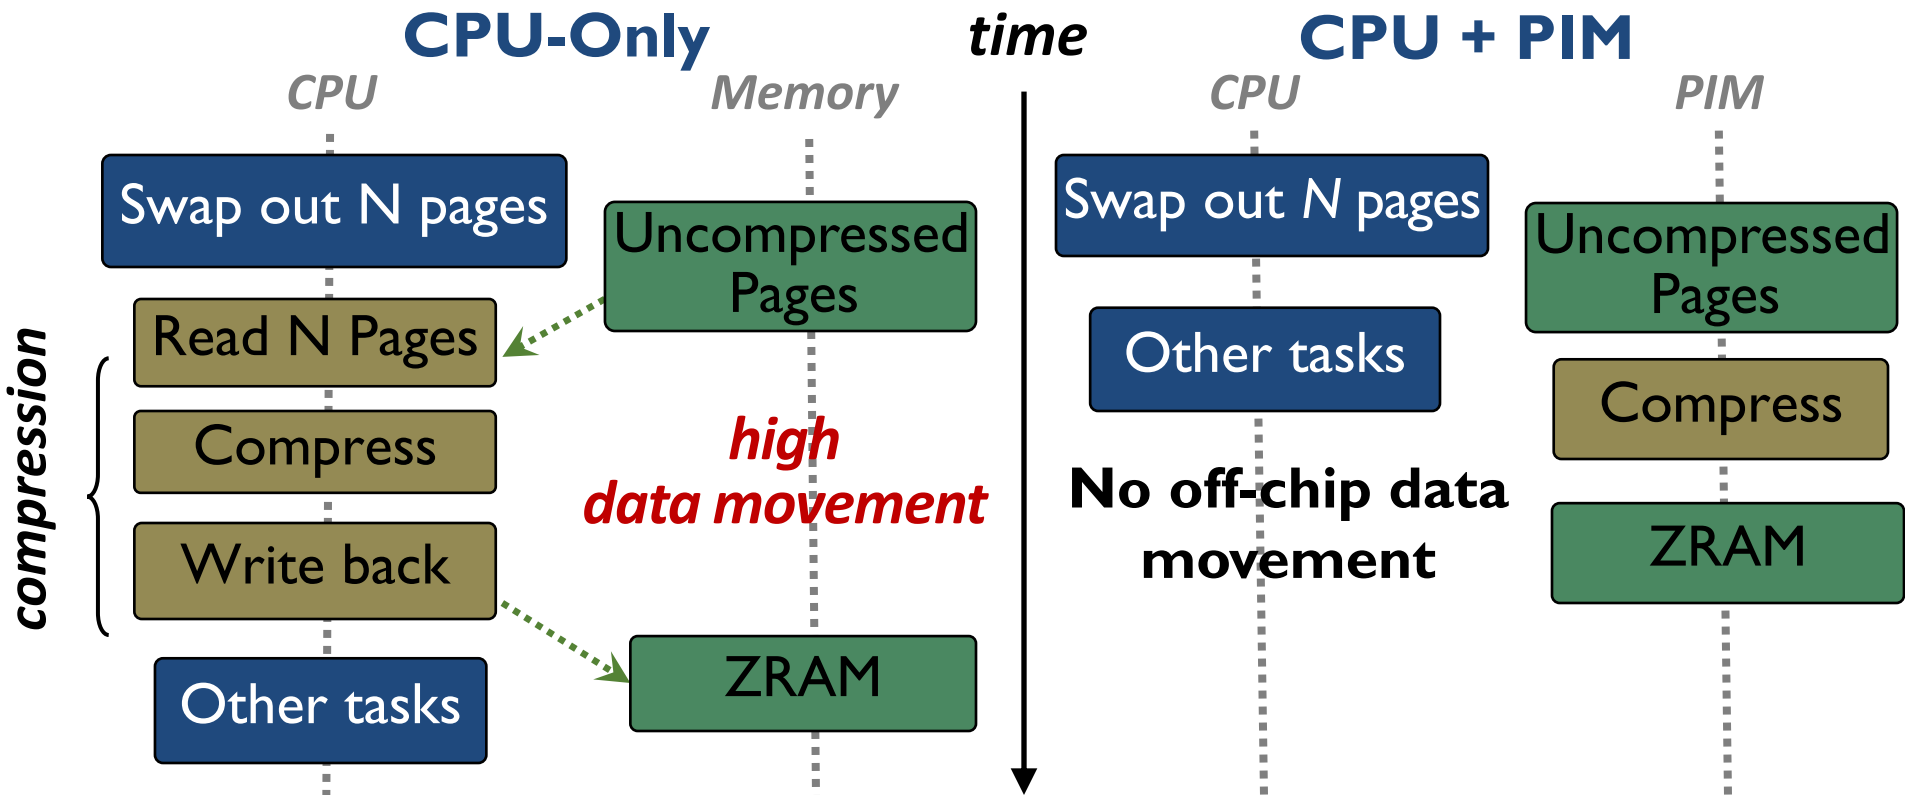 CPU-Only
time
CPU + PIM
CPU
Memory
CPU
PIM
Swap out N pages
Uncompressed
Pages
Read N Pages
Compress
Write back
compression
high
data movement
ZRAM
Other tasks
Swap out N pages
Other tasks
No off-chip data
movement
Uncompressed
Pages
Compress
ZRAM